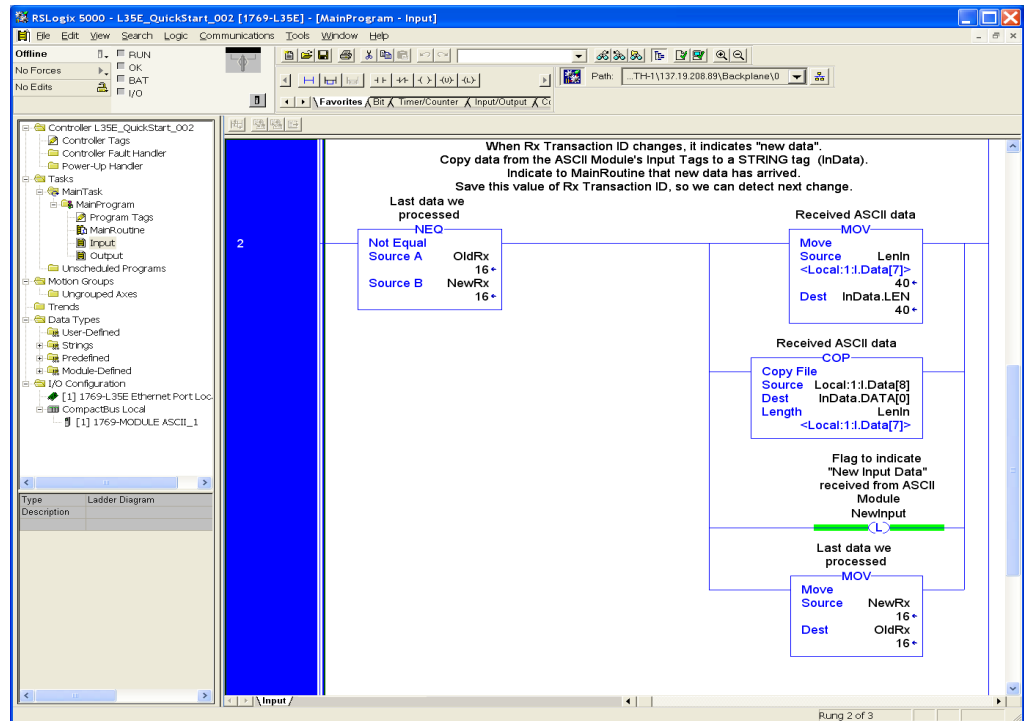 RSLogix 5000 - L35E_QuickStart_002 [1769-L35E] - [MainProgram - Input]
File Edit View Search Logic Communications Tools Window Help
Offline
RUN
No Forces
OK
No Edits
BAT
I/O
Path: ...TH-1\137.19.208.89\Backplane\0
Favorites
Bit
Timer/Counter
Input/Output
Controller L35E_QuickStart_002
Controller Tags
Controller Fault Handler
Power-Up Handler
Tasks
MainTask
MainProgram
Program Tags
MainRoutine
Input
Output
Unscheduled Programs
Motion Groups
Ungrouped Axes
Trends
Data Types
User-Defined
Strings
Predefined
Module-Defined
I/O Configuration
[1] 1769-L35E Ethernet Port Loc
CompactBus Local
[1] 1769-MODULE ASCII_1
Type Ladder Diagram
Description
When Rx Transaction ID changes, it indicates "new data".
Copy data from the ASCII Module's Input Tags to a STRING tag (InData).
Indicate to MainRoutine that new data has arrived.
Save this value of Rx Transaction ID, so we can detect next change.
2
Last data we
processed
NEQ
Not Equal
Source A OldRx
16
Source B NewRx
16
Received ASCII data
MOV
Move
Source LenIn
<Local:1:I.Data[7]>
40
Dest InData.LEN
40
Received ASCII data
COP
Copy File
Source Local:1:I.Data[8]
Dest InData.DATA[0]
Length LenIn
<Local:1:I.Data[7]>
Flag to indicate
"New Input Data"
received from ASCII
Module
NewInput
L
Last data we
processed
MOV
Move
Source NewRx
16
Dest OldRx
16
Input
Rung 2 of 3